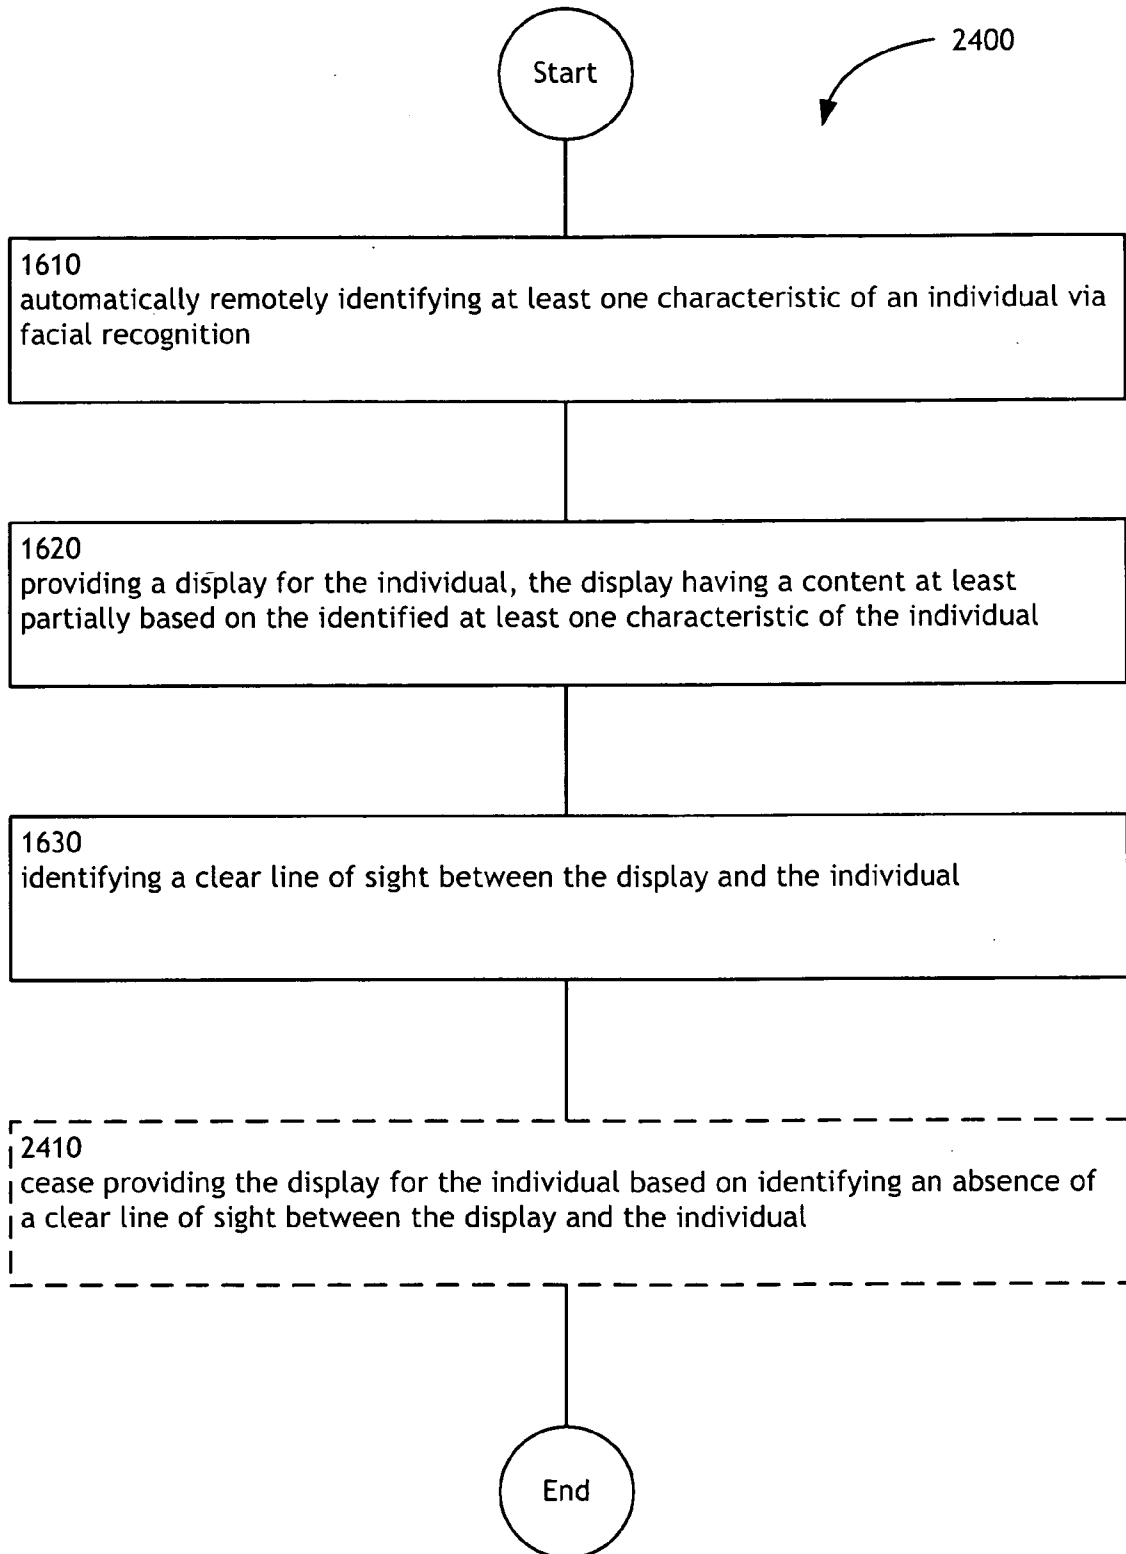 2400
Start
1610
automatically remotely identifying at least one characteristic of an individual via
facial recognition
1620
providing a display for the individual, the display having a content at least
partially based on the identified at least one characteristic of the individual
1630
identifying a clear line of sight between the display and the individual
2410
cease providing the display for the individual based on identifying an absence of
a clear line of sight between the display and the individual
End